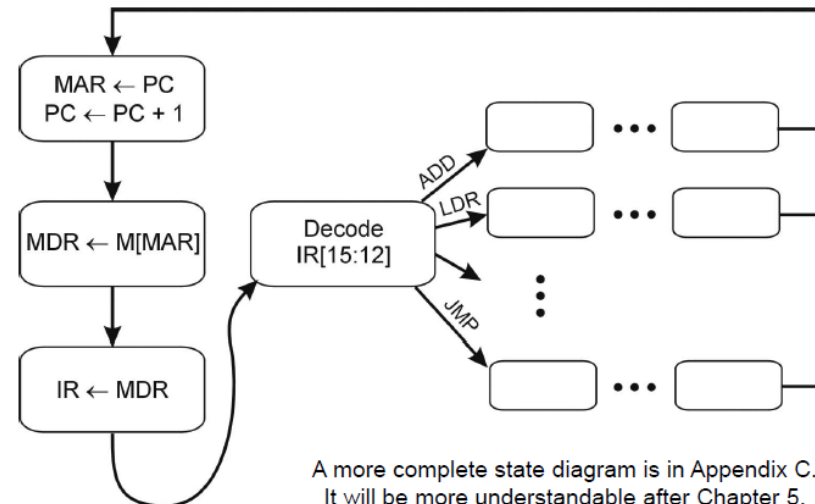 MAR ← PC
PC ← PC + 1
MDR ← M[MAR]
IR ← MDR
Decode
IR[15:12]
ADD
LDR
JMP
A more complete state diagram is in Appendix C.
It will be more understandable after Chapter 5.